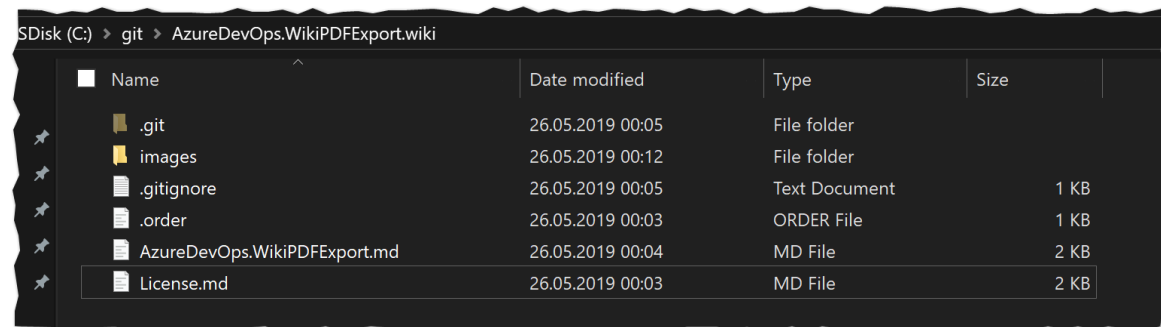 SDisk (C:) > git > AzureDevOps.WikiPDFExport.wiki
Name Date modified Type Size
.git 26.05.2019 00:05 File folder
images 26.05.2019 00:12 File folder
.gitignore 26.05.2019 00:05 Text Document 1 KB
.order 26.05.2019 00:03 ORDER File 1 KB
AzureDevOps.WikiPDFExport.md 26.05.2019 00:04 MD File 2 KB
License.md 26.05.2019 00:03 MD File 2 KB